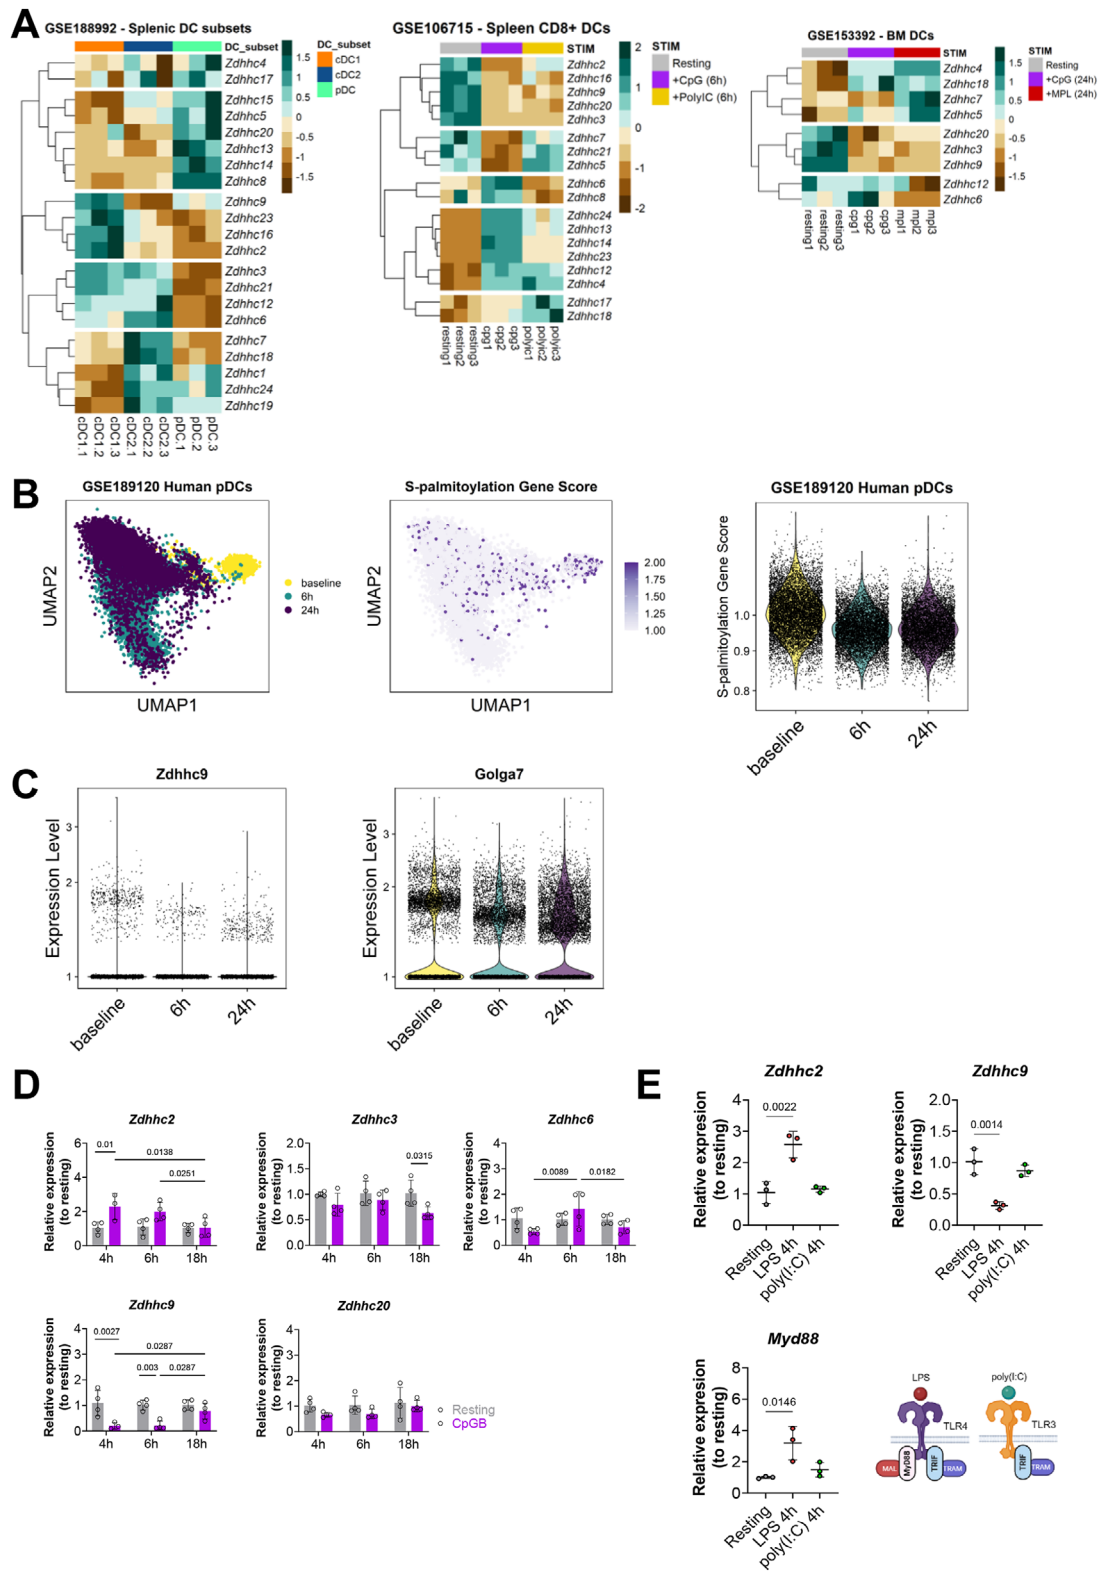 A
GSE188992 - Splenic DC subsets
DC_subset
Zdhhc4
Zdhhc17
Zdhhc15
Zdhhc5
Zdhhc20
Zdhhc13
Zdhhc14
Zdhhc8
Zdhhc9
Zdhhc23
Zdhhc16
Zdhhc2
Zdhhc3
Zdhhc21
Zdhhc12
Zdhhc6
Zdhhc7
Zdhhc18
Zdhhc1
Zdhhc24
Zdhhc19
cDC1.1
cDC1.2
cDC1.3
cDC2.1
cDC2.2
cDC2.3
pDC.1
pDC.2
pDC.3
1.5
1
0.5
0
-0.5
-1
-1.5
DC_subset
cDC1
cDC2
pDC
GSE106715 - Spleen CD8+ DCs
STIM
Zdhhc2
Zdhhc16
Zdhhc9
Zdhhc20
Zdhhc3
Zdhhc7
Zdhhc21
Zdhhc5
Zdhhc6
Zdhhc8
Zdhhc24
Zdhhc13
Zdhhc14
Zdhhc23
Zdhhc12
Zdhhc4
Zdhhc17
Zdhhc18
resting1
resting2
resting3
cpg1
cpg2
cpg3
polyic1
polyic2
polyic3
2
1
0
-1
-2
STIM
Resting
+CpG (6h)
+PolyIC (6h)
GSE153392 - BM DCs
STIM
Zdhhc4
Zdhhc18
Zdhhc7
Zdhhc5
Zdhhc20
Zdhhc3
Zdhhc9
Zdhhc12
Zdhhc6
resting1
resting2
resting3
cpg1
cpg2
cpg3
mpl1
mpl2
mpl3
1.5
1
0.5
0
-0.5
-1
-1.5
STIM
Resting
+CpG (24h)
+MPL (24h)
B
GSE189120 Human pDCs
UMAP2
UMAP1
baseline
6h
24h
S-palmitoylation Gene Score
UMAP2
UMAP1
2.00
1.75
1.50
1.25
1.00
GSE189120 Human pDCs
S-palmitoylation Gene Score
1.0
0.9
0.8
baseline
6h
24h
C
Zdhhc9
Expression Level
3
2
1
baseline
6h
24h
Golga7
Expression Level
3
2
1
baseline
6h
24h
D
Zdhhc2
Relative expression
(to resting)
6
4
2
0
0.01
0.0138
0.0251
4h
6h
18h
Zdhhc3
Relative expression
(to resting)
2.0
1.5
1.0
0.5
0.0
0.0315
4h
6h
18h
Zdhhc6
Relative expression
(to resting)
4
3
2
1
0
0.0089
0.0182
4h
6h
18h
Zdhhc9
Relative expression
(to resting)
4
3
2
1
0
0.0027
0.0287
0.003
0.0287
4h
6h
18h
Zdhhc20
Relative expression
(to resting)
4
3
2
1
0
4h
6h
18h
Resting
CpGB
E
Zdhhc2
Relative expression
(to resting)
4
3
2
1
0
0.0022
Resting
LPS 4h
poly(I:C) 4h
Zdhhc9
Relative expression
(to resting)
2.0
1.5
1.0
0.5
0.0
0.0014
Resting
LPS 4h
poly(I:C) 4h
Myd88
Relative expression
(to resting)
8
6
4
2
0
0.0146
Resting
LPS 4h
poly(I:C) 4h
LPS
TLR4
MAL
MyD88
TRIF
TRAM
poly(I:C)
TLR3
TRIF
TRAM